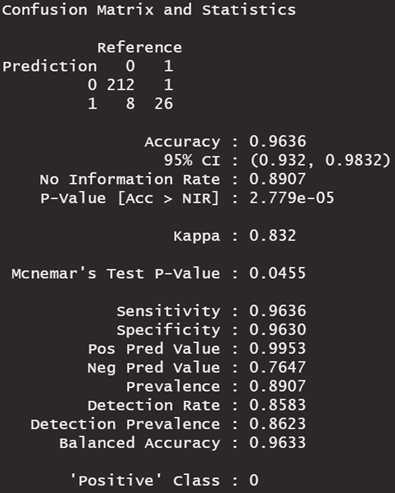 Confusion Matrix and Statistics
Reference
Prediction 0 1
0 212 1
1 8 26
Accuracy : 0.9636
95% CI : (0.932, 0.9832)
No Information Rate : 0.8907
P-Value [Acc > NIR] : 2.779e-05
Kappa : 0.832
Mcnemar's Test P-Value : 0.0455
Sensitivity : 0.9636
Specificity : 0.9630
Pos Pred Value : 0.9953
Neg Pred Value : 0.7647
Prevalence : 0.8907
Detection Rate : 0.8583
Detection Prevalence : 0.8623
Balanced Accuracy : 0.9633
'Positive' Class : 0